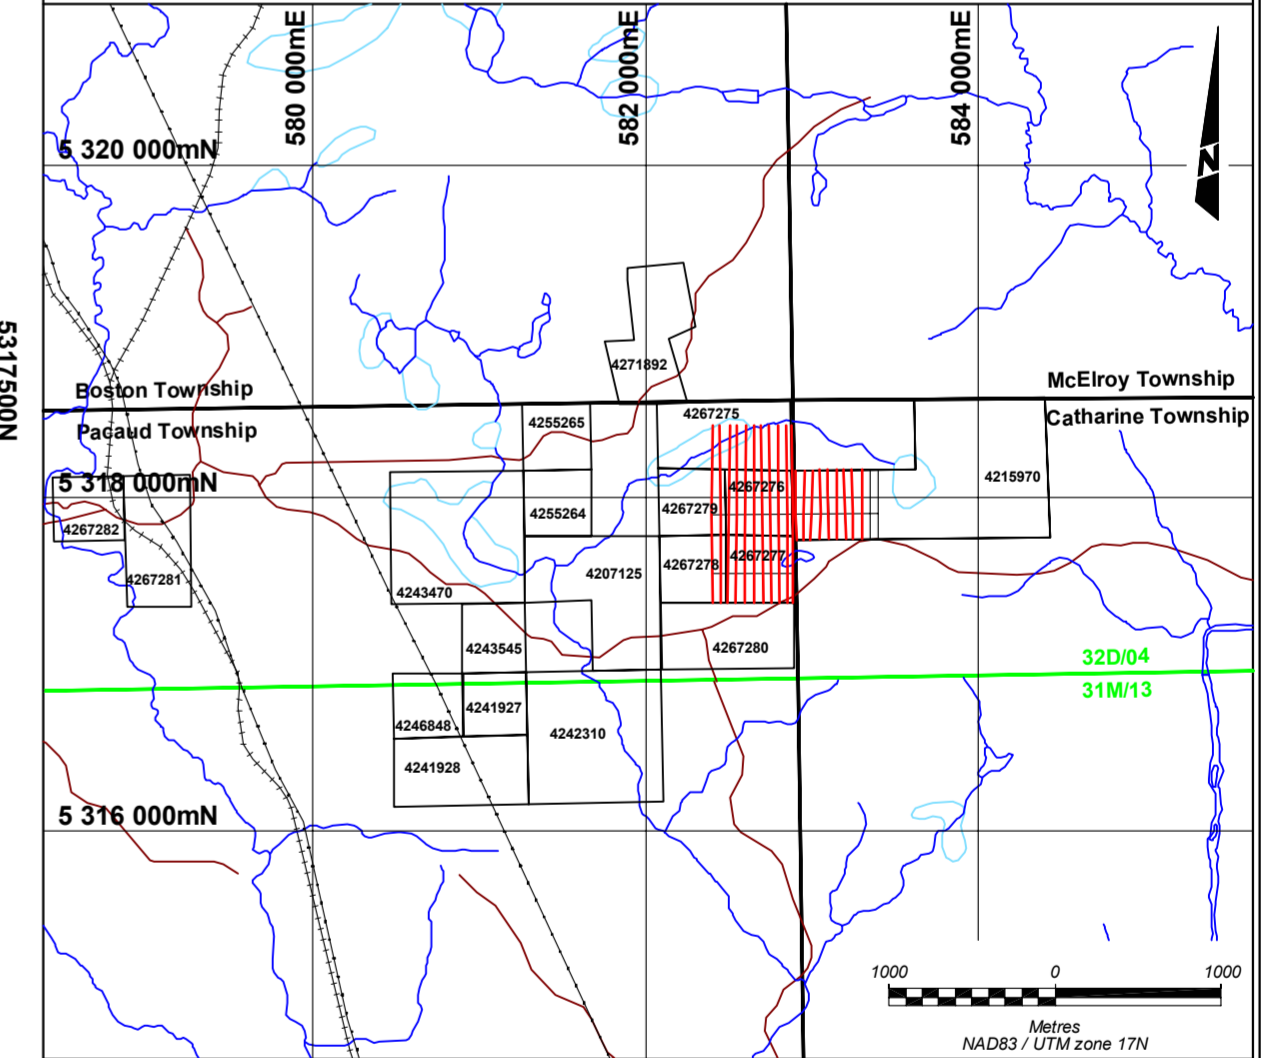 580 000mE
582 000mE
584 000mE
5 320 000mN
N
5317500N
4271892
Boston Township
McElroy Township
Pacaud Township
4255265
4267275
Catharine Township
5 318 000mN
4267276
4215970
4267279
4255264
4267282
4267278
4267277
4267281
4207125
4243470
4243545
4267280
32D/04
31M/13
4241927
4246848
4242310
4241928
5 316 000mN
1000
0
1000
Metres
NAD83 / UTM zone 17N